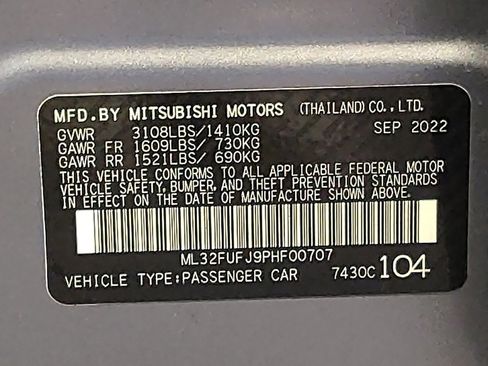 MFD.BY MITSUBISHI MOTORS (THAILAND) CO., LTD.
GVWR 3108LBS/1410KG SEP 2022
GAWR FR 1609LBS/ 730KG
GAWR RR 1521LBS/ 690KG
THIS VEHICLE CONFORMS TO ALL APPLICABLE FEDERAL MOTOR
VEHICLE SAFETY, BUMPER, AND THEFT PREVENTION STANDARDS
IN EFFECT ON THE DATE OF MANUFACTURE SHOWN ABOVE.
ML32FUFJ9PHF00707
VEHICLE TYPE:PASSENGER CAR 7430C 104